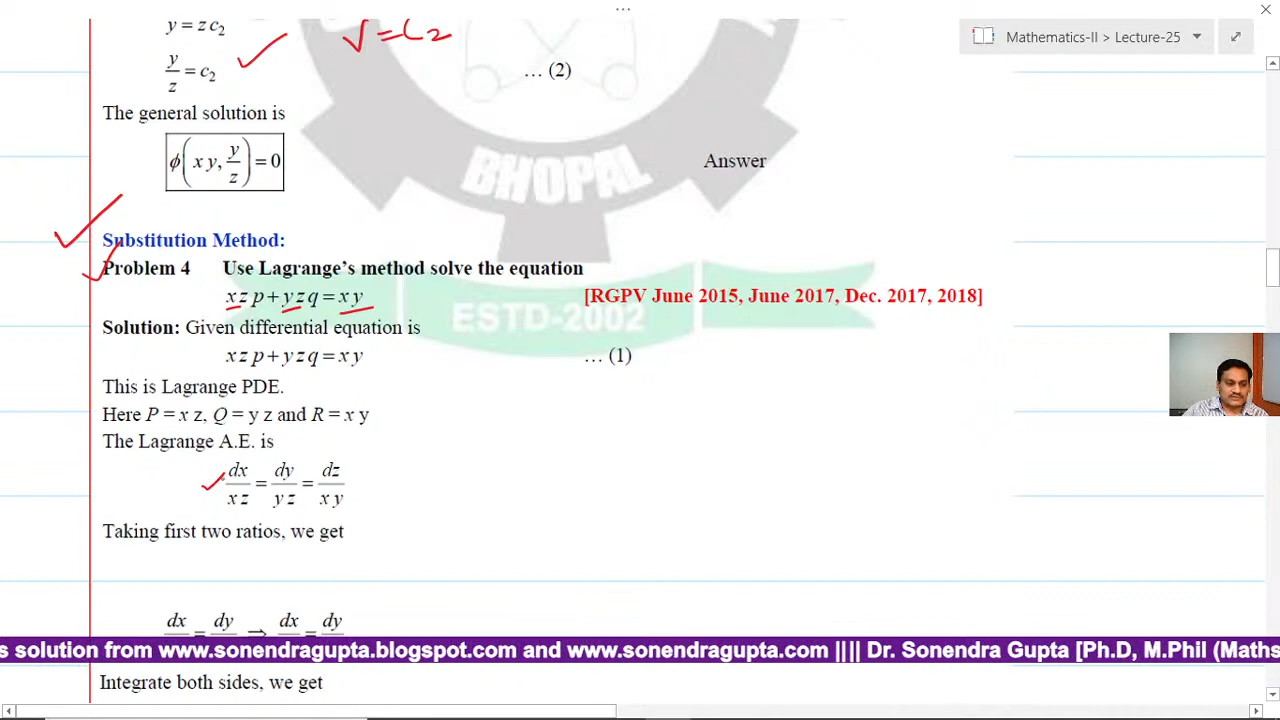 ...
y = z c2
√ = C2
y/z = c2
… (2)
The general solution is
ϕ(x y, y/z) = 0
Answer
BHOPAL
ESTD-2002
Mathematics-II > Lecture-25
Substitution Method:
Problem 4 Use Lagrange’s method solve the equation
x z p + y z q = x y [RGPV June 2015, June 2017, Dec. 2017, 2018]
Solution: Given differential equation is
x z p + y z q = x y … (1)
This is Lagrange PDE.
Here P = x z, Q = y z and R = x y
The Lagrange A.E. is
dx/x z = dy/y z = dz/x y
Taking first two ratios, we get
dx = dy ⇒ dx = dy
s solution from www.sonendragupta.blogspot.com and www.sonendragupta.com |||| Dr. Sonendra Gupta [Ph.D, M.Phil (Maths
Integrate both sides, we get